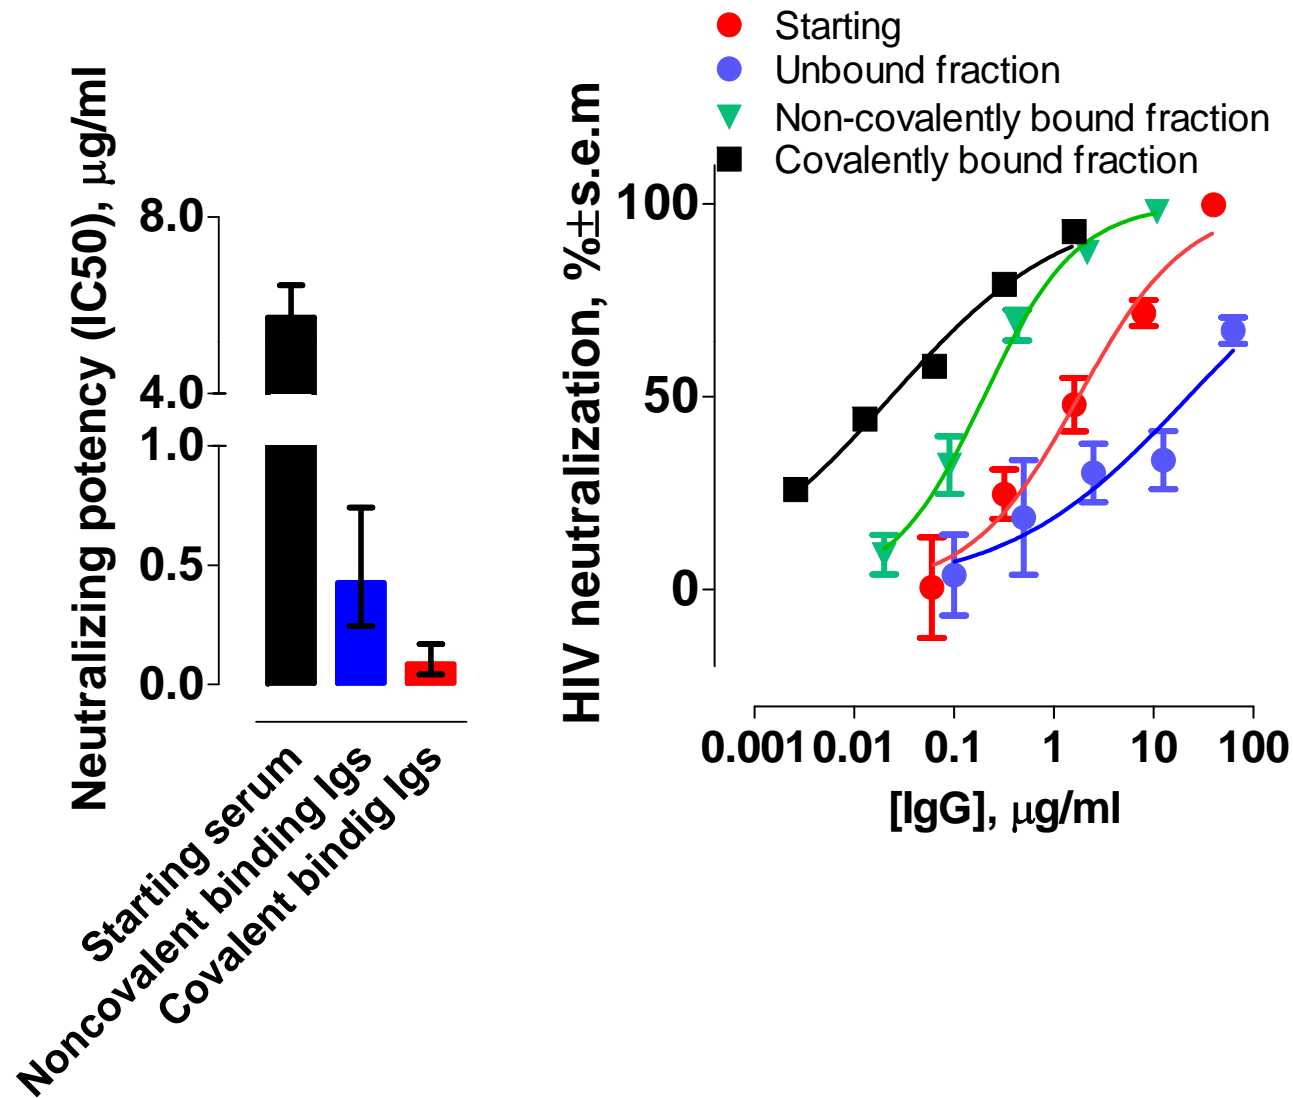 Neutralizing potency (IC50), μg/ml
8.0
4.0
1.0
0.5
0.0
Starting serum
Noncovalent binding Igs
Covalent bindig Igs
Starting
Unbound fraction
Non-covalently bound fraction
Covalently bound fraction
HIV neutralization, %±s.e.m
100
50
0
0.001 0.01 0.1 1 10 100
[IgG], μg/ml